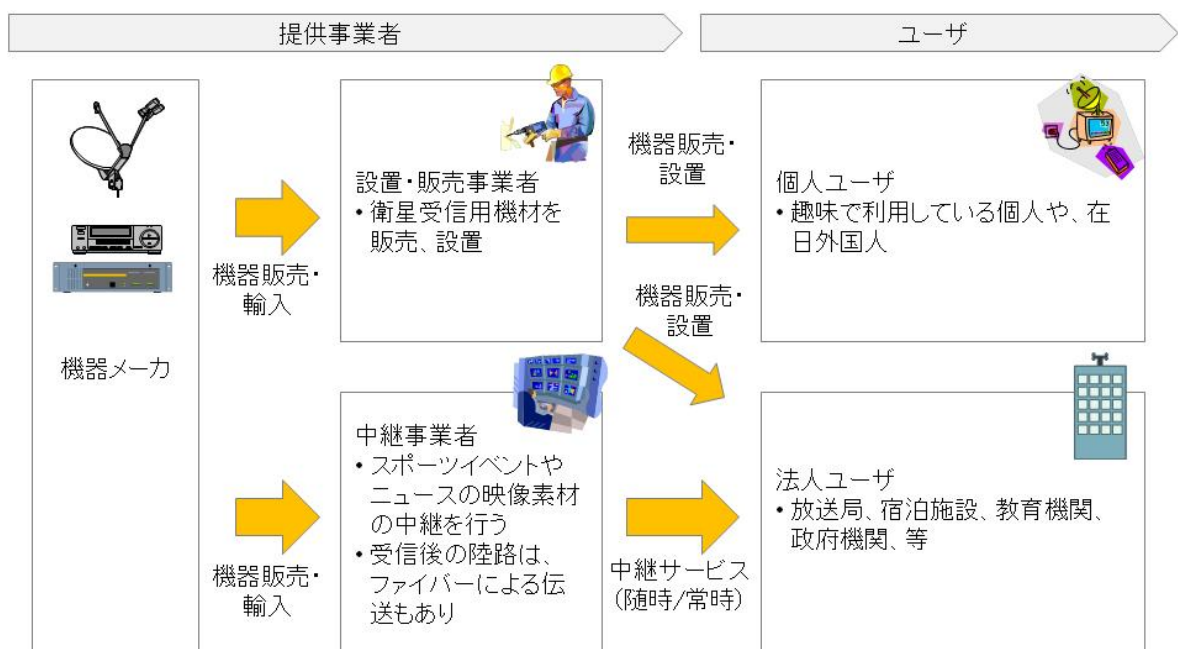 提供事業者
ユーザ
機器メーカ
機器販売・
輸入
設置・販売事業者
• 衛星受信用機材を
販売、設置
機器販売・
設置
機器販売・
設置
個人ユーザ
• 趣味で利用している個人や、在
日外国人
機器販売・
輸入
中継事業者
• スポーツイベントや
ニュースの映像素材
の中継を行う
• 受信後の陸路は、
ファイバーによる伝
送もあり
中継サービス
(随時/常時)
法人ユーザ
• 放送局、宿泊施設、教育機関、
政府機関、等